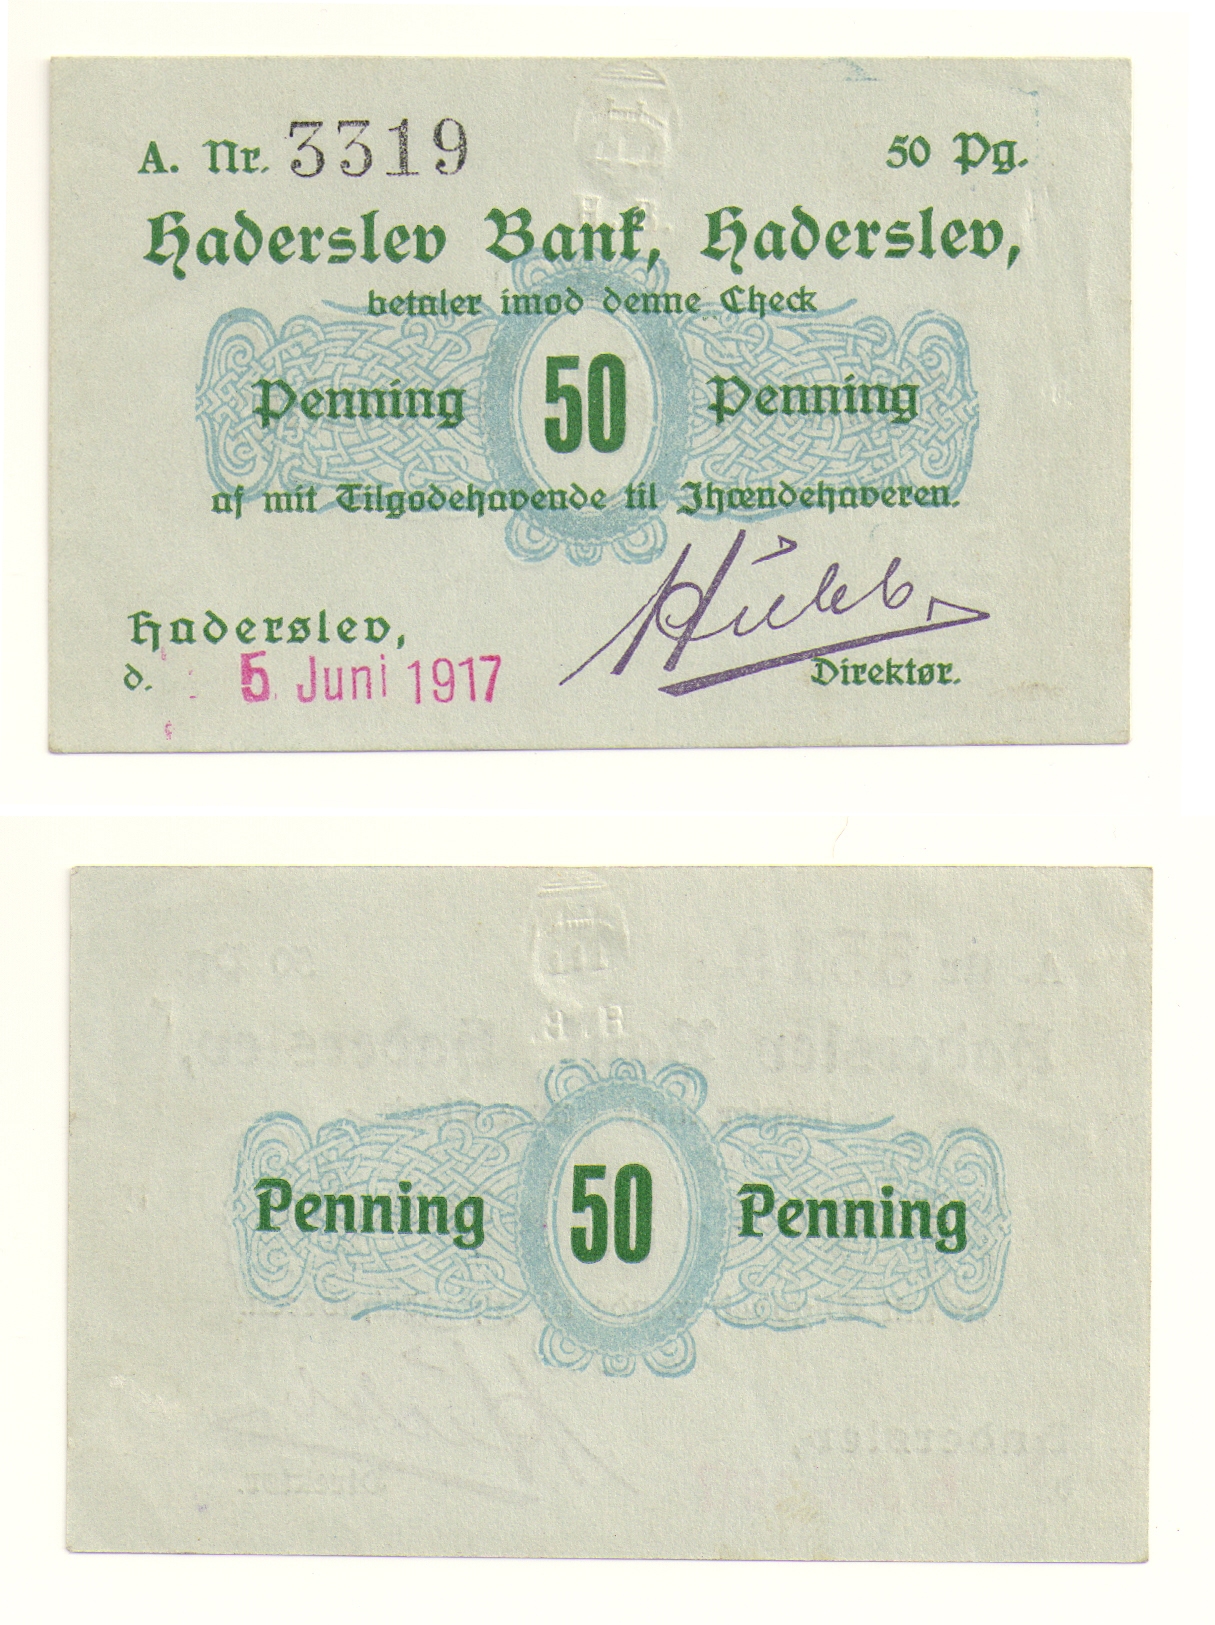 A. Nr. 3319 50 Pg.
Haderslev Bank, Haderslev,
betaler imod denne Check
Penning 50 Penning
af mit Tilgodehavende til Ihændehaveren.
Haderslev,
d. 5. Juni 1917
Direktør.
Penning 50 Penning